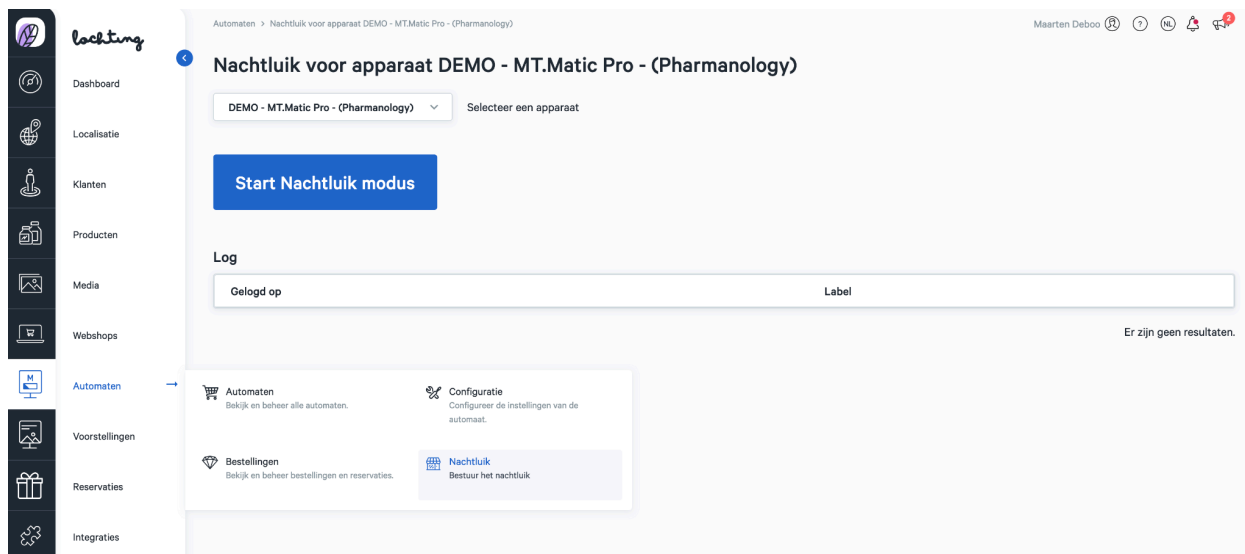 lochting
Automaten > Nachtluik voor apparaat DEMO - MT.Matic Pro - (Pharmanology)
Maarten Deboo
?
NL
2
Nachtluik voor apparaat DEMO - MT.Matic Pro - (Pharmanology)
DEMO - MT.Matic Pro - (Pharmanology)
Selecteer een apparaat
Start Nachtluik modus
Log
Gelogd op
Label
Er zijn geen resultaten.
Dashboard
Localisatie
Klanten
Producten
Media
Webshops
M
Automaten →
Voorstellingen
Reservaties
Integraties
Automaten
Bekijk en beheer alle automaten.
Configuratie
Configureer de instellingen van de
automaat.
Bestellingen
Bekijk en beheer bestellingen en reservaties.
Nachtluik
Bestuur het nachtluik